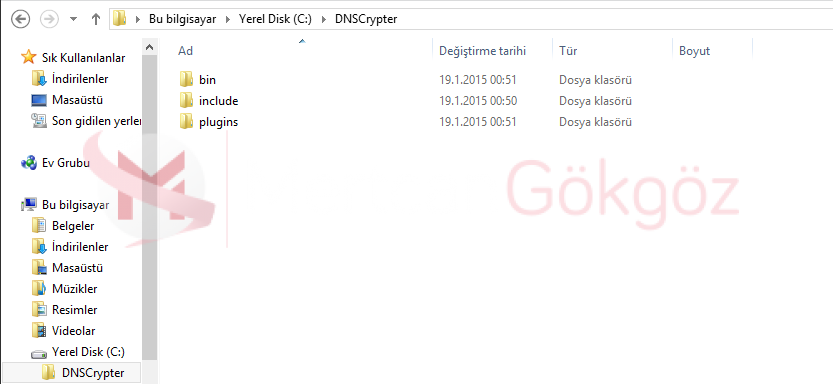 Bu bilgisayar Yerel Disk (C:) DNSCrypter
Sık Kullanılanlar
İndirilenler
Masaüstü
Son gidilen yerler
Ev Grubu
Bu bilgisayar
Belgeler
İndirilenler
Masaüstü
Müzikler
Resimler
Videolar
Yerel Disk (C:)
DNSCrypter
Ad Değiştirme tarihi Tür Boyut
bin 19.1.2015 00:51 Dosya klasörü
include 19.1.2015 00:50 Dosya klasörü
plugins 19.1.2015 00:51 Dosya klasörü
M Gökgöz